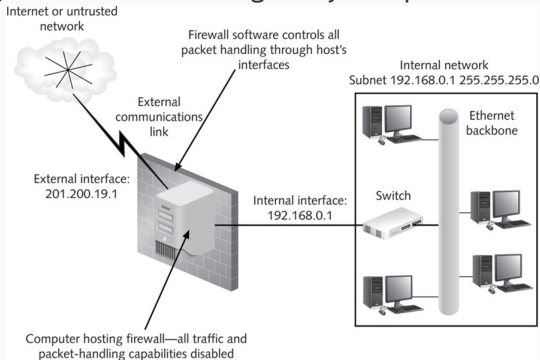 Internet or untrusted
network
Firewall software controls all
packet handling through host's
interfaces
Internal network
Subnet 192.168.0.1 255.255.255.0
External
communications
link
Ethernet
backbone
External interface:
201.200.19.1
Internal interface:
192.168.0.1
Switch
Computer hosting firewall—all traffic and
packet-handling capabilities disabled